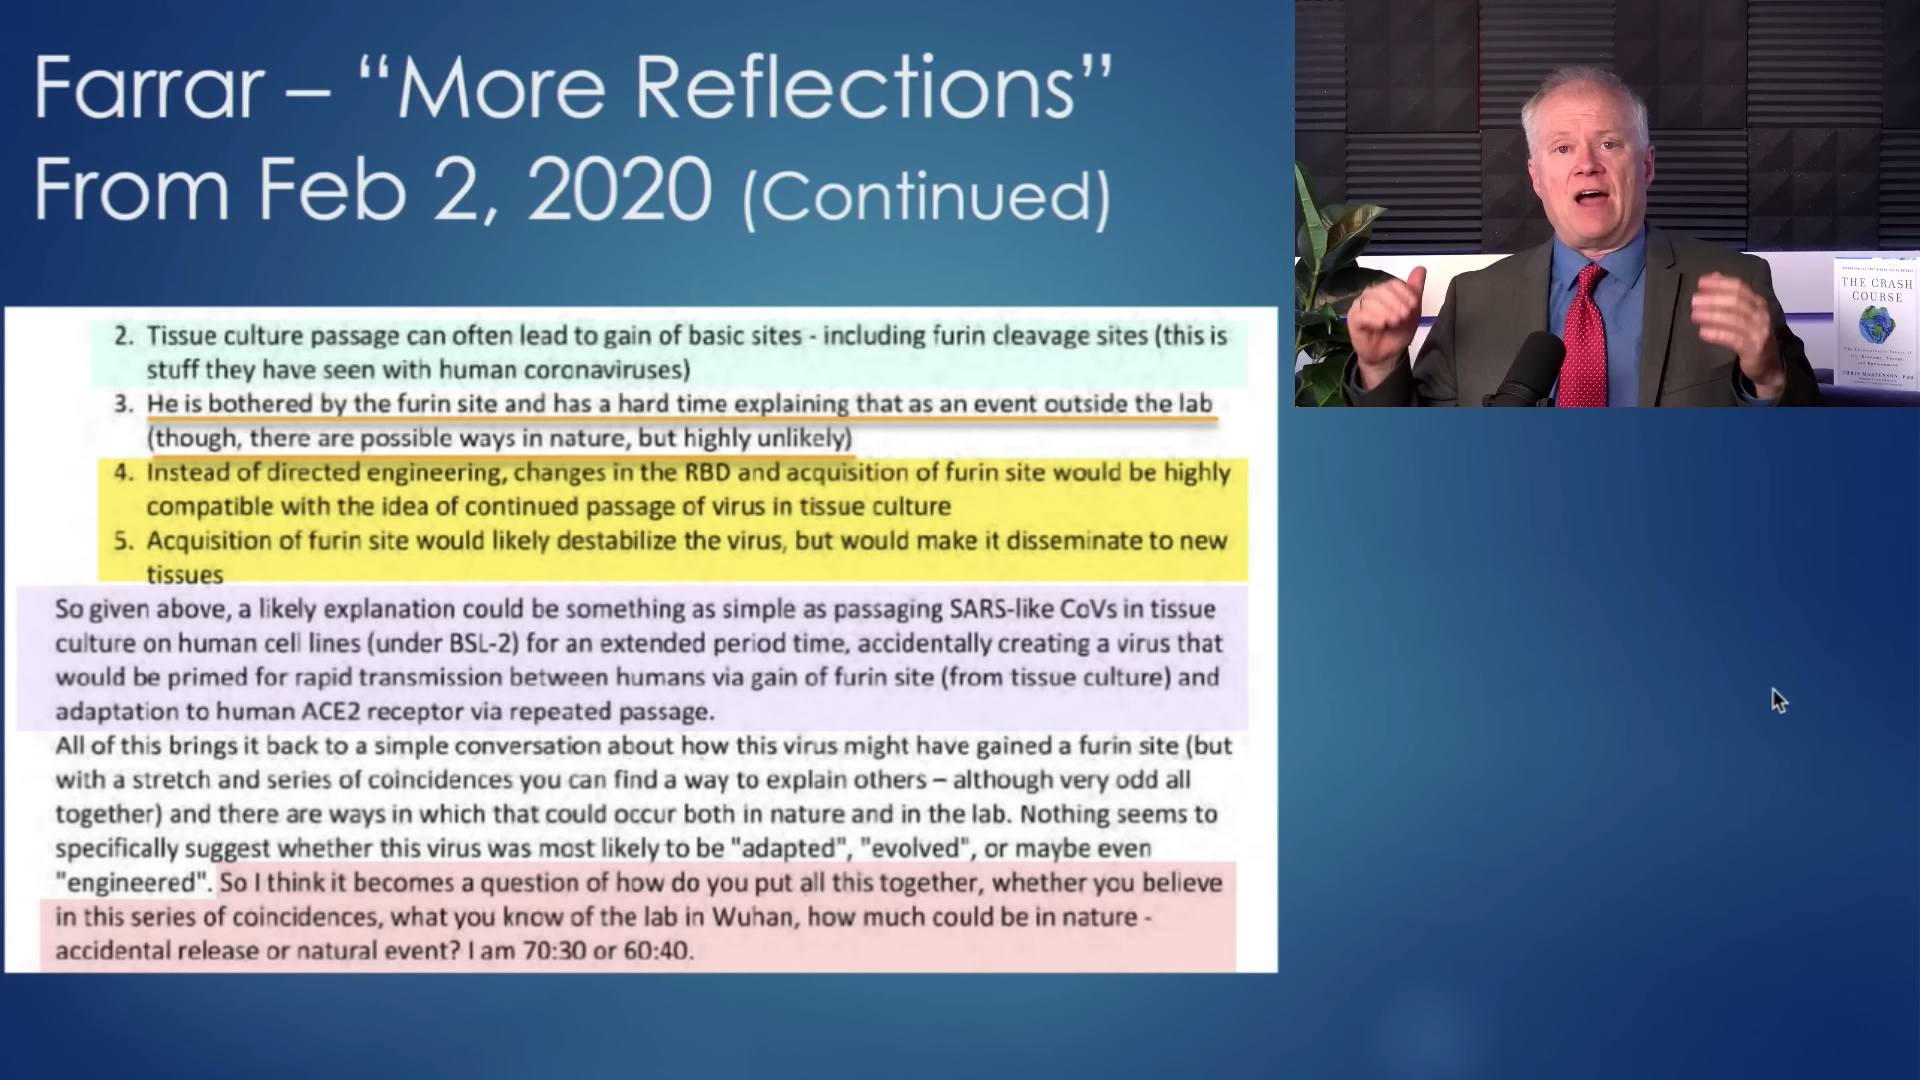 Farrar – “More Reflections”
From Feb 2, 2020 (Continued)
2. Tissue culture passage can often lead to gain of basic sites - including furin cleavage sites (this is
stuff they have seen with human coronaviruses)
3. He is bothered by the furin site and has a hard time explaining that as an event outside the lab
(though, there are possible ways in nature, but highly unlikely)
4. Instead of directed engineering, changes in the RBD and acquisition of furin site would be highly
compatible with the idea of continued passage of virus in tissue culture
5. Acquisition of furin site would likely destabilize the virus, but would make it disseminate to new
tissues
So given above, a likely explanation could be something as simple as passaging SARS-like CoVs in tissue
culture on human cell lines (under BSL-2) for an extended period time, accidentally creating a virus that
would be primed for rapid transmission between humans via gain of furin site (from tissue culture) and
adaptation to human ACE2 receptor via repeated passage.
All of this brings it back to a simple conversation about how this virus might have gained a furin site (but
with a stretch and series of coincidences you can find a way to explain others – although very odd all
together) and there are ways in which that could occur both in nature and in the lab. Nothing seems to
specifically suggest whether this virus was most likely to be "adapted", "evolved", or maybe even
"engineered". So I think it becomes a question of how do you put all this together, whether you believe
in this series of coincidences, what you know of the lab in Wuhan, how much could be in nature -
accidental release or natural event? I am 70:30 or 60:40.
THE CRASH
COURSE
CHRIS MARTENSON, PHD